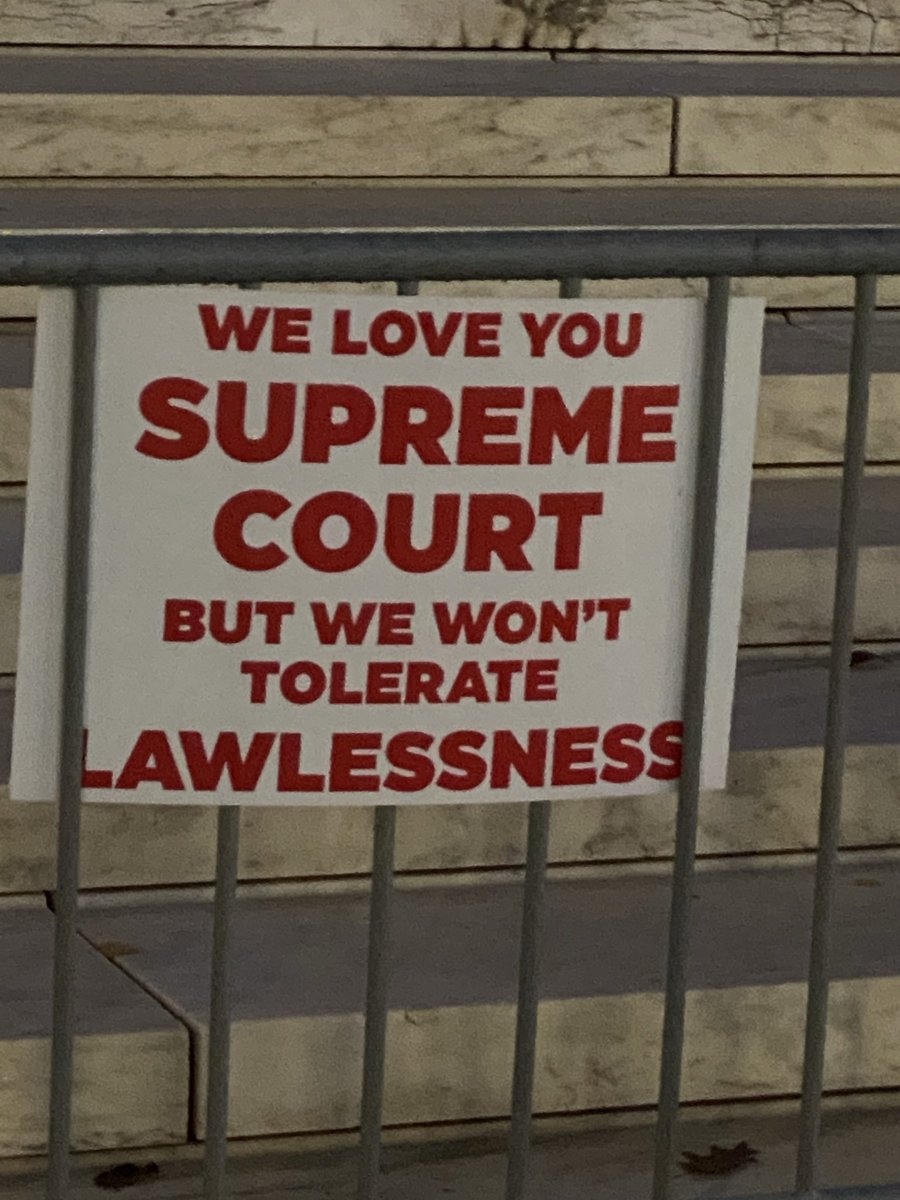 WE LOVE YOU
SUPREME
COURT
BUT WE WON'T
TOLERATE
LAWLESSNESS